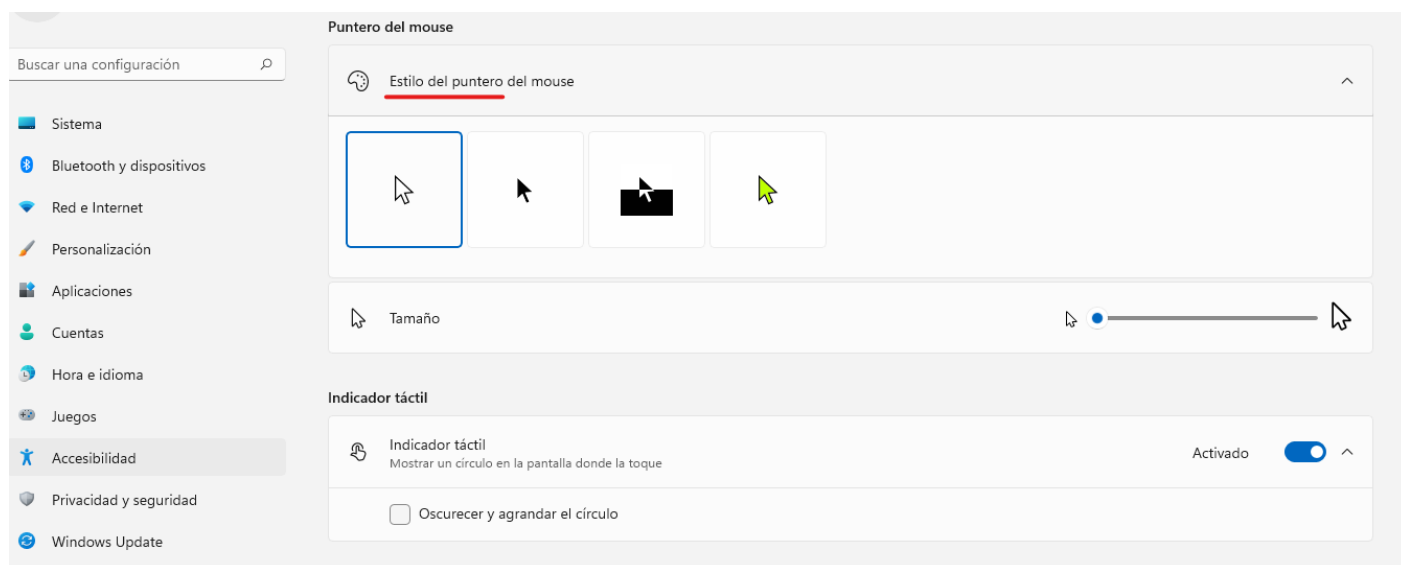 Buscar una configuración
Sistema
Bluetooth y dispositivos
Red e Internet
Personalización
Aplicaciones
Cuentas
Hora e idioma
Juegos
Accesibilidad
Privacidad y seguridad
Windows Update
Puntero del mouse
Estilo del puntero del mouse
Tamaño
Indicador táctil
Indicador táctil
Mostrar un círculo en la pantalla donde la toque
Activado
Oscurecer y agrandar el círculo